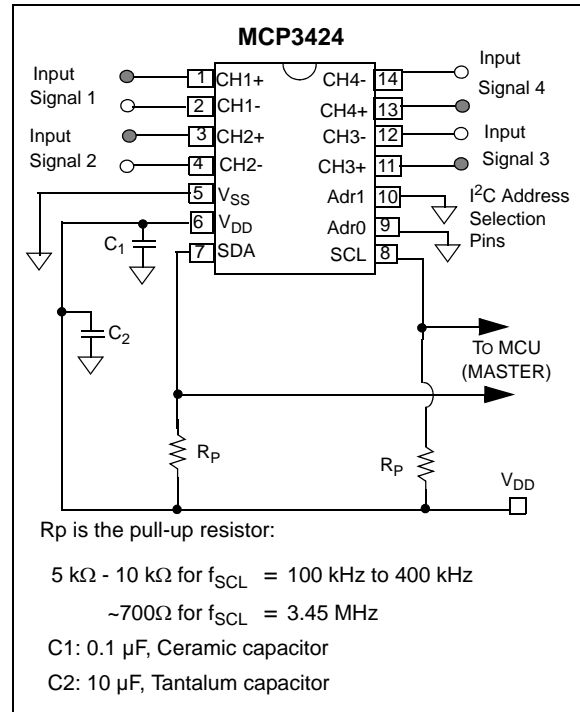 MCP3424
Input
Signal 1
1 CH1+
2 CH1-
Input
Signal 2
3 CH2+
4 CH2-
5 VSS
6 VDD
7 SDA
CH4- 14
CH4+ 13
CH3- 12
CH3+ 11
Adr1 10
Adr0 9
SCL 8
Input
Signal 4
Input
Signal 3
I2C Address
Selection
Pins
C1
C2
TO MCU
(MASTER)
RP
RP
VDD
Rp is the pull-up resistor:
5 kΩ - 10 kΩ for fSCL = 100 kHz to 400 kHz
~700Ω for fSCL = 3.45 MHz
C1: 0.1 µF, Ceramic capacitor
C2: 10 µF, Tantalum capacitor